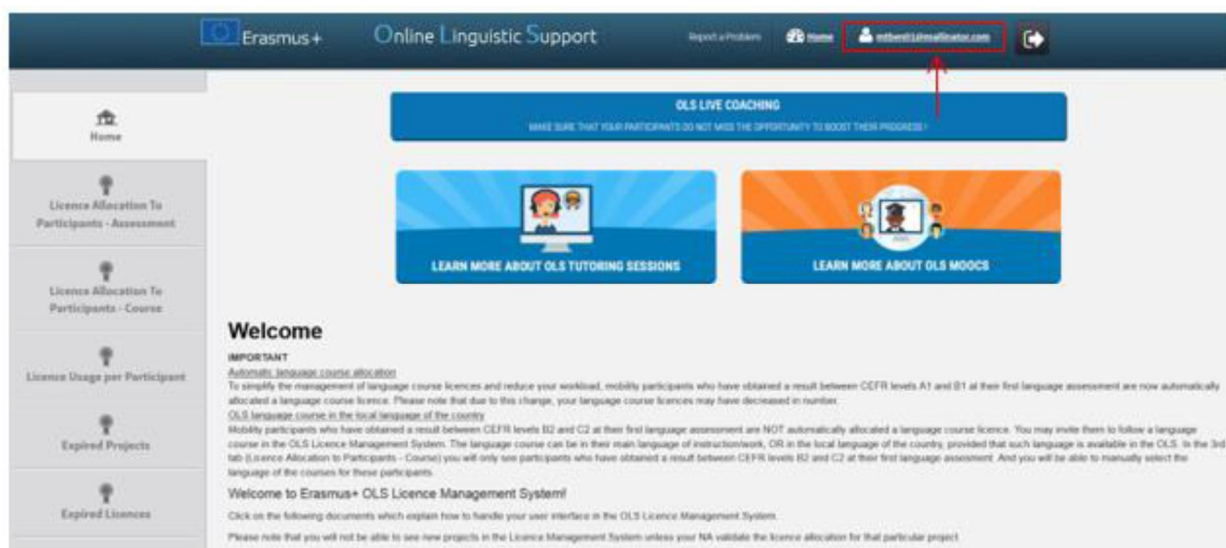 Erasmus+
Online Linguistic Support
Report a Problem
Home
OLS LIVE COACHING
MAKE SURE THAT YOUR PARTICIPANTS DO NOT MISS THE OPPORTUNITY TO BOOST THEIR PROGRESS !
Home
Licence Allocation To
Participants - Assessment
Licence Allocation To
Participants - Course
Licence Usage per Participant
Expired Projects
Expired Licences
LEARN MORE ABOUT OLS TUTORING SESSIONS
LEARN MORE ABOUT OLS MOOCS
Welcome
IMPORTANT
Automatic language course allocation
To simplify the management of language course licences and reduce your workload, mobility participants who have obtained a result between CEFR levels A1 and B1 at their first language assessment are now automatically
allocated a language course licence. Please note that due to this change, your language course licences may have decreased in number.
OLS language course in the local language of the country
Mobility participants who have obtained a result between CEFR levels B2 and C2 at their first language assessment are NOT automatically allocated a language course licence. You may invite them to follow a language
course in the OLS Licence Management System. The language course can be in their main language of instruction/work, OR in the local language of the country, provided that such language is available in the OLS. In the 3rd
tab (Licence Allocation to Participants - Course) you will only see participants who have obtained a result between CEFR levels B2 and C2 at their first language assessment. And you will be able to manually select the
language of the courses for these participants.
Welcome to Erasmus+ OLS Licence Management System!
Click on the following documents which explain how to handle your user interface in the OLS Licence Management System.
Please note that you will not be able to see new projects in the Licence Management System unless your NA validate the licence allocation for that particular project